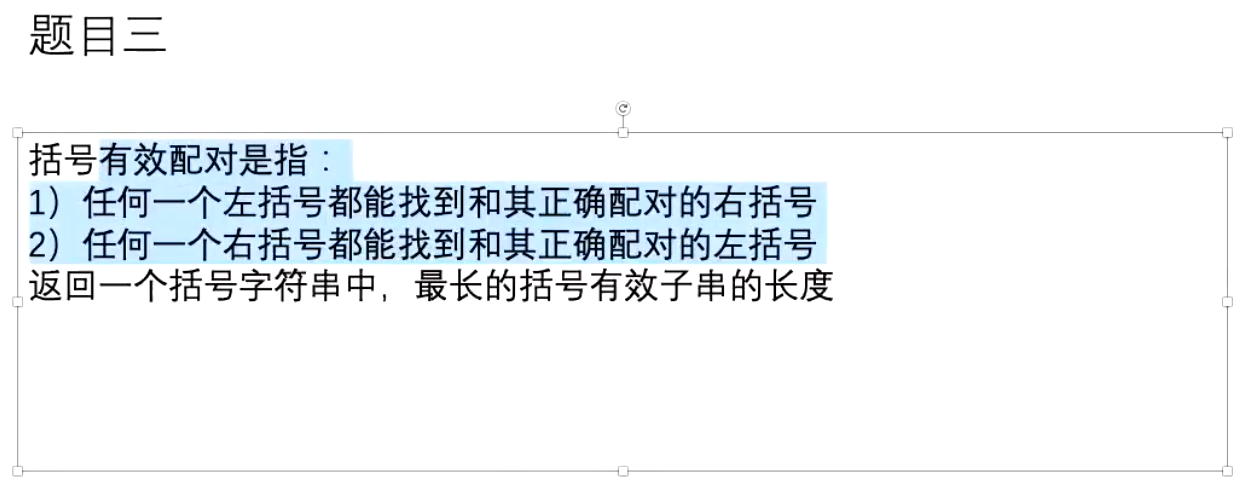 题目三
括号有效配对是指：
1）任何一个左括号都能找到和其正确配对的右括号
2）任何一个右括号都能找到和其正确配对的左括号
返回一个括号字符串中，最长的括号有效子串的长度